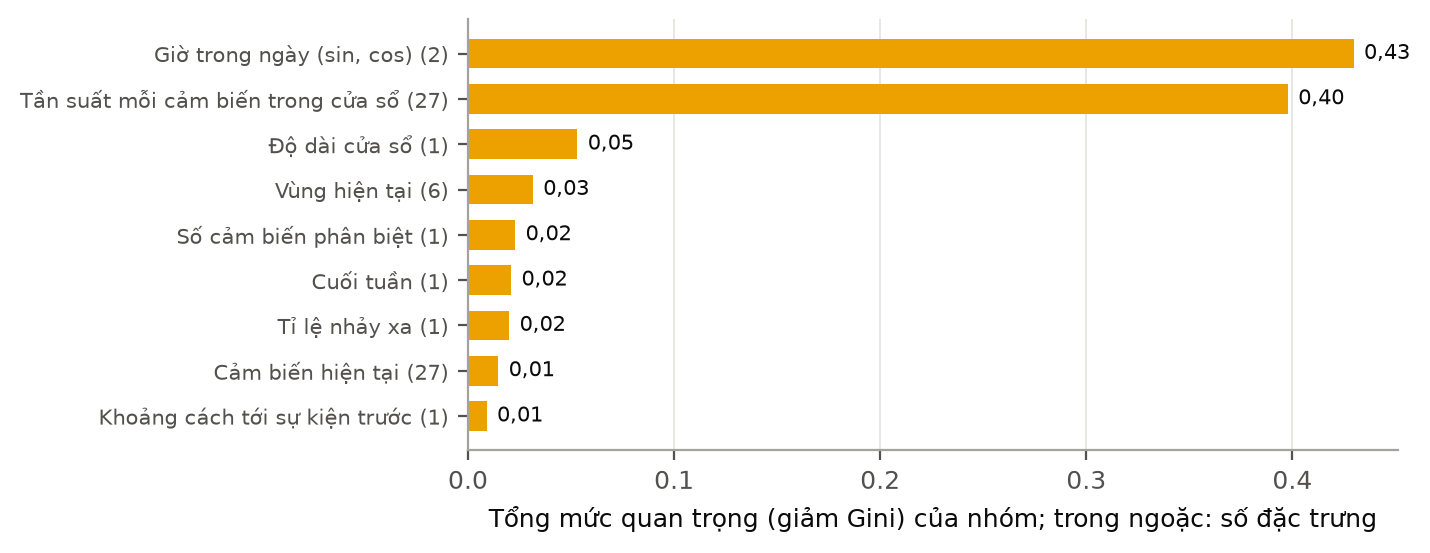 Giờ trong ngày (sin, cos) (2) 0,43
Tần suất mỗi cảm biến trong cửa sổ (27) 0,40
Độ dài cửa sổ (1) 0,05
Vùng hiện tại (6) 0,03
Số cảm biến phân biệt (1) 0,02
Cuối tuần (1) 0,02
Tỉ lệ nhảy xa (1) 0,02
Cảm biến hiện tại (27) 0,01
Khoảng cách tới sự kiện trước (1) 0,01
0.0 0.1 0.2 0.3 0.4
Tổng mức quan trọng (giảm Gini) của nhóm; trong ngoặc: số đặc trưng